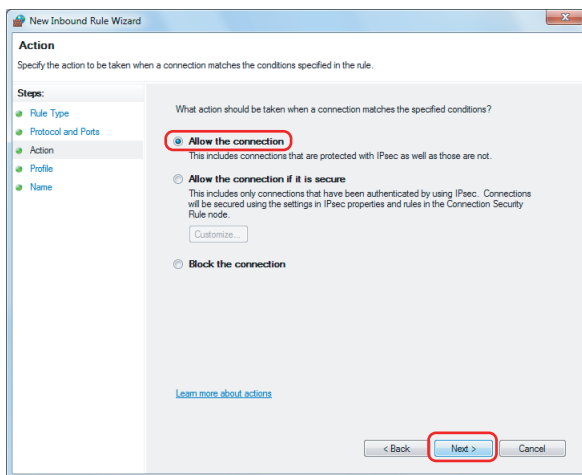 New Inbound Rule Wizard
Action
Specify the action to be taken when a connection matches the conditions specified in the rule.
Steps:
Rule Type
Protocol and Ports
Action
Profile
Name
What action should be taken when a connection matches the specified conditions?
Allow the connection
This includes connections that are protected with IPsec as well as those are not.
Allow the connection if it is secure
This includes only connections that have been authenticated by using IPsec. Connections
will be secured using the settings in IPsec properties and rules in the Connection Security
Rule node.
Customize...
Block the connection
Learn more about actions
< Back
Next >
Cancel